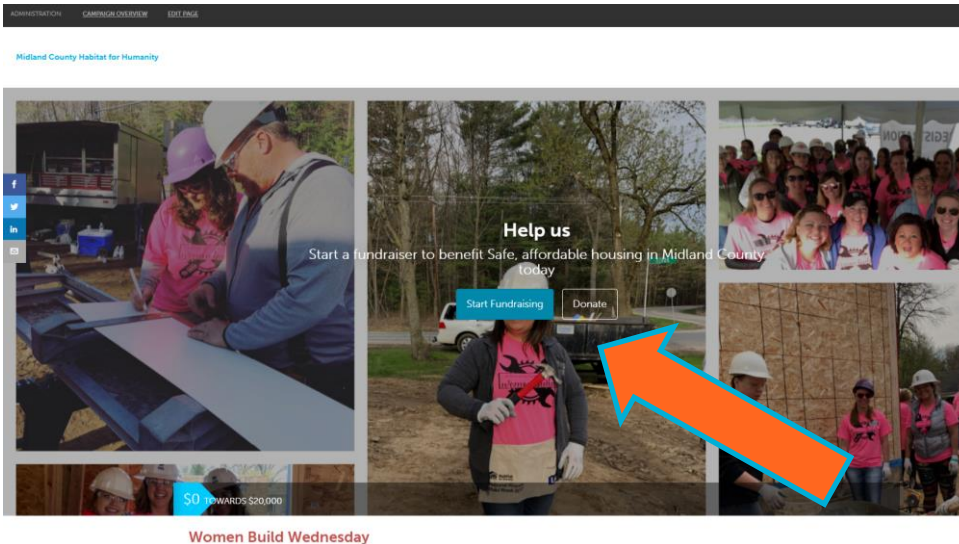 ADMINISTRATION CAMPAIGN OVERVIEW EDIT PAGE
Midland County Habitat for Humanity
f
in
Help us
Start a fundraiser to benefit Safe, affordable housing in Midland County
today
Start Fundraising Donate
$0 TOWARDS $20,000
Women Build Wednesday